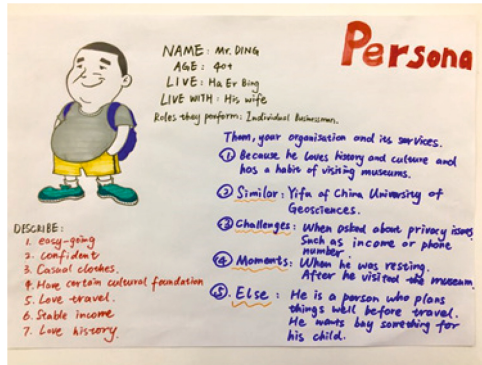 Persona
NAME: Mr. DING
AGE: 40+
LIVE: Ha Er Bing
LIVE WITH: His wife
Roles they perform: Individual Businessman.
Them, your organisation and its services.
① Because he loves history and culture and
has a habit of visiting museums.
② Similar: Yifu of China University of
Geosciences.
③ Challenges: When asked about privacy issues
Such as income or phone
number.
④ Moments: When he was resting.
After he visited the museum.
⑤. Else: He is a person who plans
things well before travel.
He wants buy something for
his child.
DESCRIBE:
1. easy-going
2. confident
3. Casual clothes.
4. Have certain cultural foundation
5. Love travel.
6. Stable income
7. Love history.